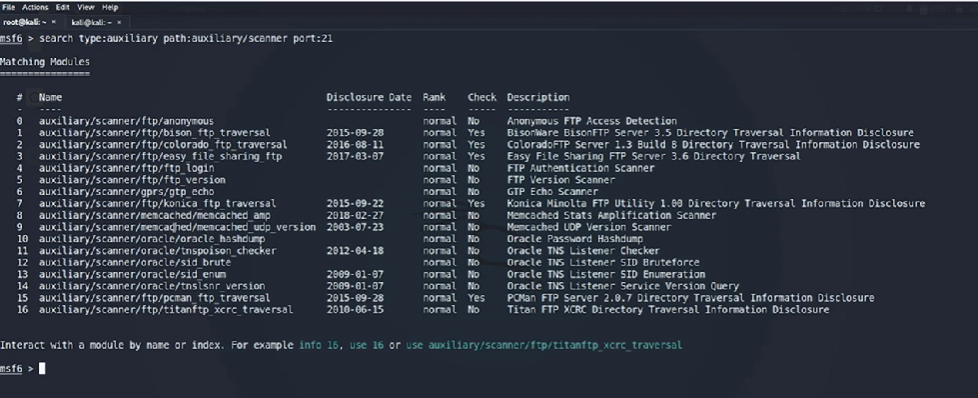 File Actions Edit View Help
root@kali: ~ × kali@kali: ~ ×
msf6 > search type:auxiliary path:auxiliary/scanner port:21
Matching Modules
================
# Name Disclosure Date Rank Check Description
- ---- --------------- ---- ----- -----------
0 auxiliary/scanner/ftp/anonymous normal No Anonymous FTP Access Detection
1 auxiliary/scanner/ftp/bison_ftp_traversal 2015-09-28 normal Yes BisonWare BisonFTP Server 3.5 Directory Traversal Information Disclosure
2 auxiliary/scanner/ftp/colorado_ftp_traversal 2016-08-11 normal Yes ColoradoFTP Server 1.3 Build 8 Directory Traversal Information Disclosure
3 auxiliary/scanner/ftp/easy_file_sharing_ftp 2017-03-07 normal Yes Easy File Sharing FTP Server 3.6 Directory Traversal
4 auxiliary/scanner/ftp/ftp_login normal No FTP Authentication Scanner
5 auxiliary/scanner/ftp/ftp_version normal No FTP Version Scanner
6 auxiliary/scanner/gprs/gtp_echo normal No GTP Echo Scanner
7 auxiliary/scanner/ftp/konica_ftp_traversal 2015-09-22 normal Yes Konica Minolta FTP Utility 1.00 Directory Traversal Information Disclosure
8 auxiliary/scanner/memcached/memcached_amp 2018-02-27 normal No Memcached Stats Amplification Scanner
9 auxiliary/scanner/memcached/memcached_udp_version 2003-07-23 normal No Memcached UDP Version Scanner
10 auxiliary/scanner/oracle/oracle_hashdump normal No Oracle Password Hashdump
11 auxiliary/scanner/oracle/tnspoison_checker 2012-04-18 normal No Oracle TNS Listener Checker
12 auxiliary/scanner/oracle/sid_brute normal No Oracle TNS Listener SID Bruteforce
13 auxiliary/scanner/oracle/sid_enum 2009-01-07 normal No Oracle TNS Listener SID Enumeration
14 auxiliary/scanner/oracle/tnslsnr_version 2009-01-07 normal No Oracle TNS Listener Service Version Query
15 auxiliary/scanner/ftp/pcman_ftp_traversal 2015-09-28 normal Yes PCMan FTP Server 2.0.7 Directory Traversal Information Disclosure
16 auxiliary/scanner/ftp/titanftp_xcrc_traversal 2010-06-15 normal No Titan FTP XCRC Directory Traversal Information Disclosure
Interact with a module by name or index. For example info 16, use 16 or use auxiliary/scanner/ftp/titanftp_xcrc_traversal
msf6 >